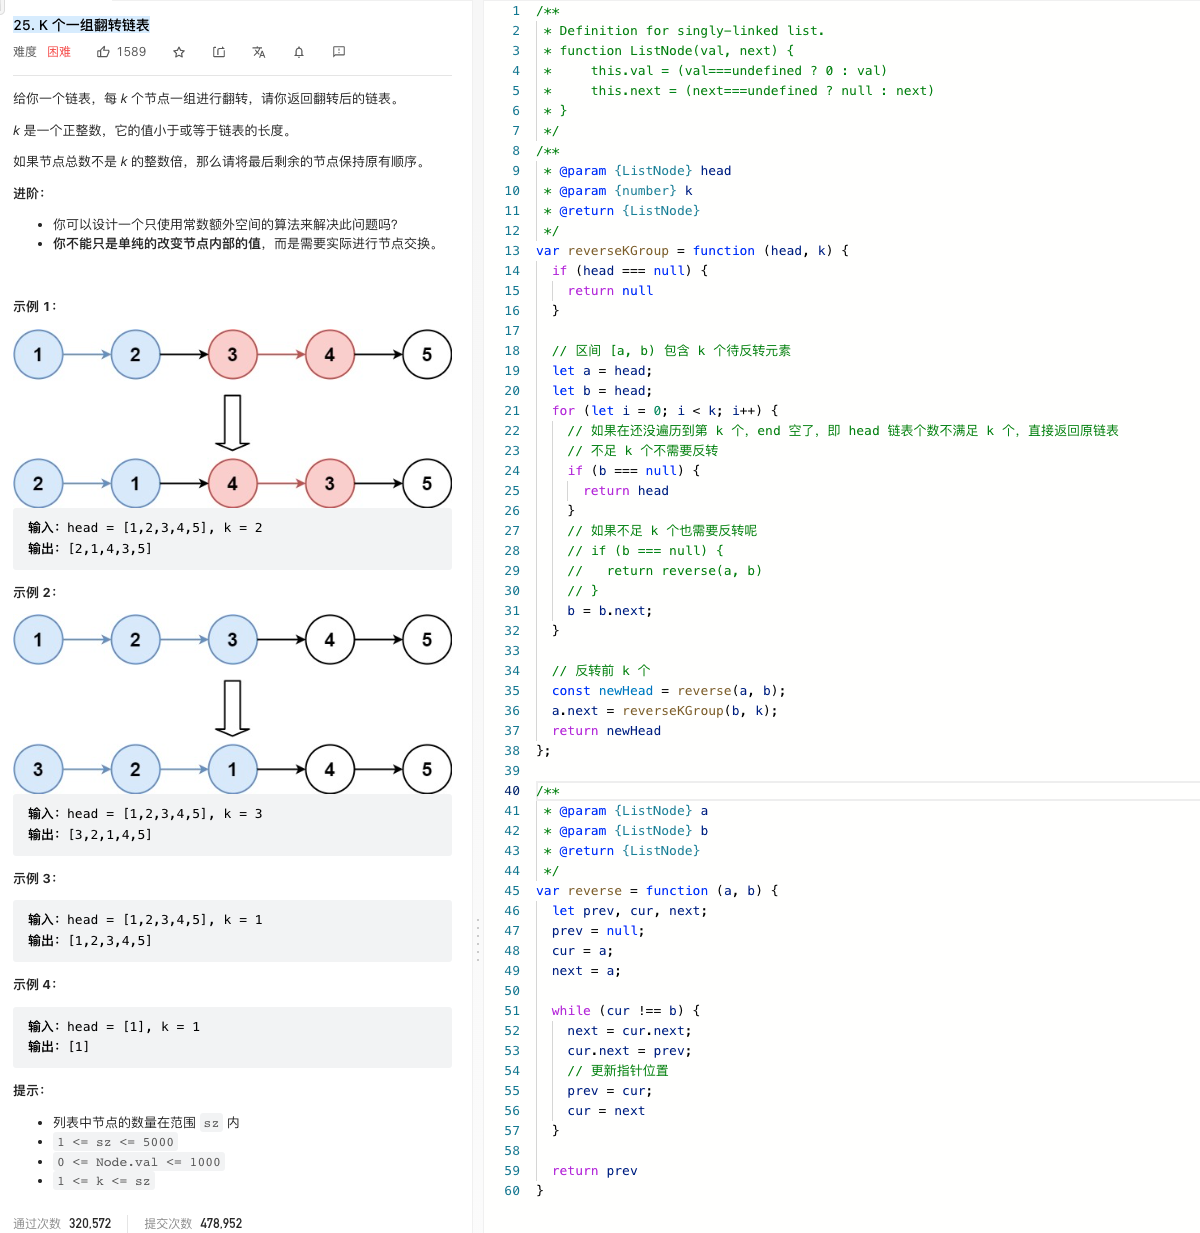 25. K 个一组翻转链表
难度 困难 1589
给你一个链表，每 k 个节点一组进行翻转，请你返回翻转后的链表。
k 是一个正整数，它的值小于或等于链表的长度。
如果节点总数不是 k 的整数倍，那么请将最后剩余的节点保持原有顺序。
进阶：
• 你可以设计一个只使用常数额外空间的算法来解决此问题吗？
• 你不能只是单纯的改变节点内部的值，而是需要实际进行节点交换。
示例 1：
1 2 3 4 5
2 1 4 3 5
输入：head = [1,2,3,4,5], k = 2
输出：[2,1,4,3,5]
示例 2：
1 2 3 4 5
3 2 1 4 5
输入：head = [1,2,3,4,5], k = 3
输出：[3,2,1,4,5]
示例 3：
输入：head = [1,2,3,4,5], k = 1
输出：[1,2,3,4,5]
示例 4：
输入：head = [1], k = 1
输出：[1]
提示：
• 列表中节点的数量在范围 sz 内
• 1 <= sz <= 5000
• 0 <= Node.val <= 1000
• 1 <= k <= sz
通过次数 320,572 提交次数 478,952
1 /**
2 * Definition for singly-linked list.
3 * function ListNode(val, next) {
4 *     this.val = (val===undefined ? 0 : val)
5 *     this.next = (next===undefined ? null : next)
6 * }
7 */
8 /**
9 * @param {ListNode} head
10 * @param {number} k
11 * @return {ListNode}
12 */
13 var reverseKGroup = function (head, k) {
14   if (head === null) {
15     return null
16   }
17
18   // 区间 [a, b) 包含 k 个待反转元素
19   let a = head;
20   let b = head;
21   for (let i = 0; i < k; i++) {
22     // 如果在还没遍历到第 k 个，end 空了，即 head 链表个数不满足 k 个，直接返回原链表
23     // 不足 k 个不需要反转
24     if (b === null) {
25       return head
26     }
27     // 如果不足 k 个也需要反转呢
28     // if (b === null) {
29     //   return reverse(a, b)
30     // }
31     b = b.next;
32   }
33
34   // 反转前 k 个
35   const newHead = reverse(a, b);
36   a.next = reverseKGroup(b, k);
37   return newHead
38 };
39
40 /**
41 * @param {ListNode} a
42 * @param {ListNode} b
43 * @return {ListNode}
44 */
45 var reverse = function (a, b) {
46   let prev, cur, next;
47   prev = null;
48   cur = a;
49   next = a;
50
51   while (cur !== b) {
52     next = cur.next;
53     cur.next = prev;
54     // 更新指针位置
55     prev = cur;
56     cur = next
57   }
58
59   return prev
60 }